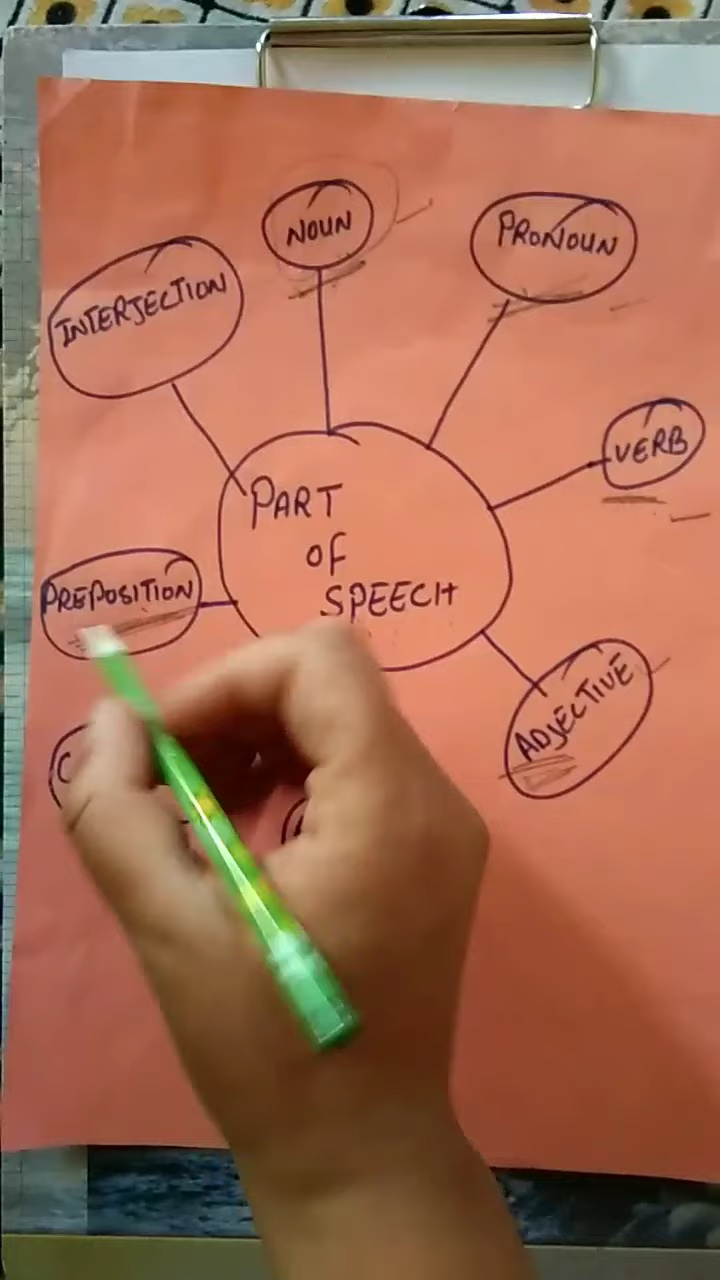 NOUN
PRONOUN
INTERJECTION
VERB
PART
OF
SPEECH
PREPOSITION
ADJECTIVE